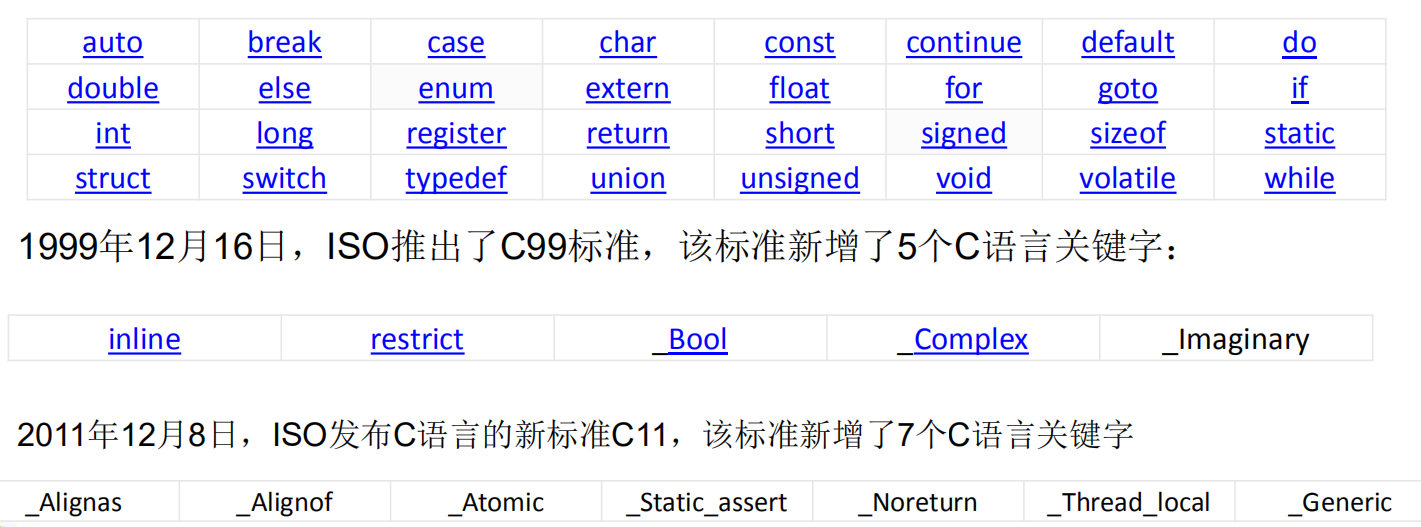 auto break case char const continue default do
double else enum extern float for goto if
int long register return short signed sizeof static
struct switch typedef union unsigned void volatile while
1999年12月16日，ISO推出了C99标准，该标准新增了5个C语言关键字：
inline restrict _Bool _Complex _Imaginary
2011年12月8日，ISO发布C语言的新标准C11，该标准新增了7个C语言关键字
_Alignas _Alignof _Atomic _Static_assert _Noreturn _Thread_local _Generic